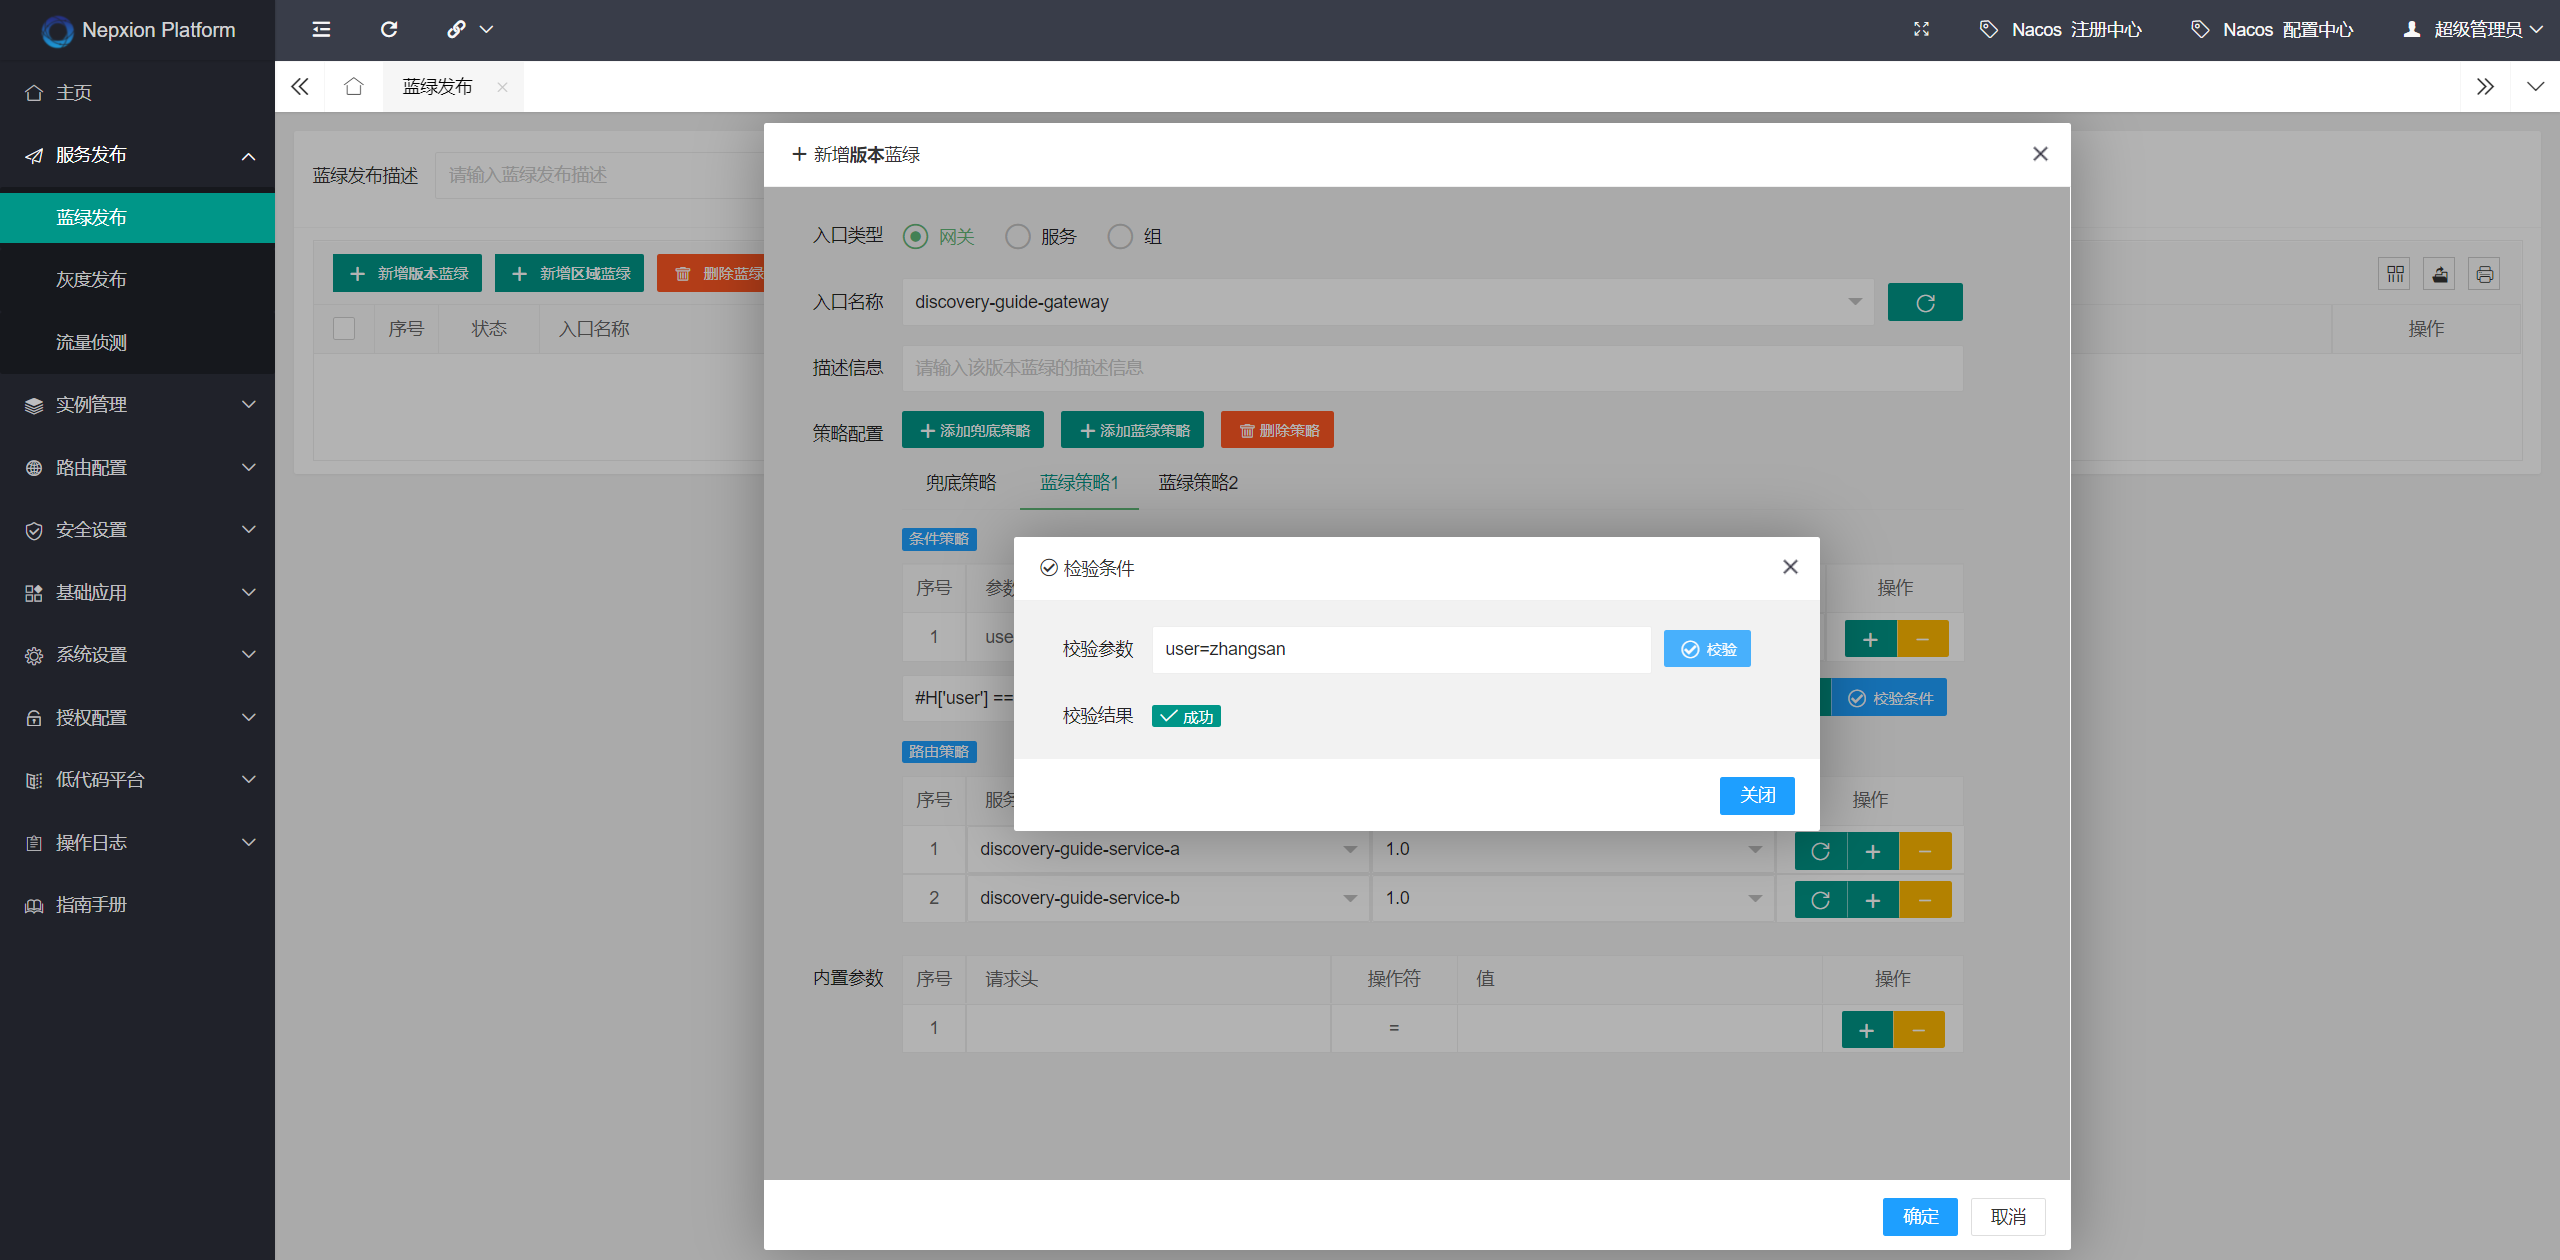 Nepxion Platform
Nacos 注册中心
Nacos 配置中心
超级管理员
主页
服务发布
蓝绿发布
灰度发布
流量侦测
实例管理
路由配置
安全设置
基础应用
系统设置
授权配置
低代码平台
操作日志
指南手册
蓝绿发布
蓝绿发布描述
请输入蓝绿发布描述
新增版本蓝绿
新增区域蓝绿
删除蓝绿
序号
状态
入口名称
操作
新增版本蓝绿
入口类型
网关
服务
组
入口名称
discovery-guide-gateway
描述信息
请输入该版本蓝绿的描述信息
策略配置
添加兜底策略
添加蓝绿策略
删除策略
兜底策略
蓝绿策略1
蓝绿策略2
条件策略
序号
参数
操作
1
use
#H['user'] ==
校验条件
检验条件
校验参数
user=zhangsan
校验
校验结果
成功
关闭
路由策略
序号
服务
操作
1
discovery-guide-service-a
1.0
2
discovery-guide-service-b
1.0
内置参数
序号
请求头
操作符
值
操作
1
=
确定
取消